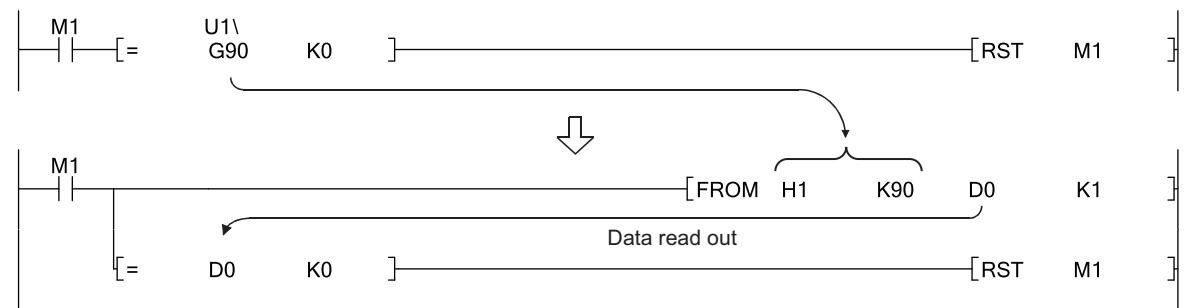 M1 U1\
[= G90 K0 ] [RST M1 ]
M1
[FROM H1 K90 D0 K1 ]
Data read out
[= D0 K0 ] [RST M1 ]